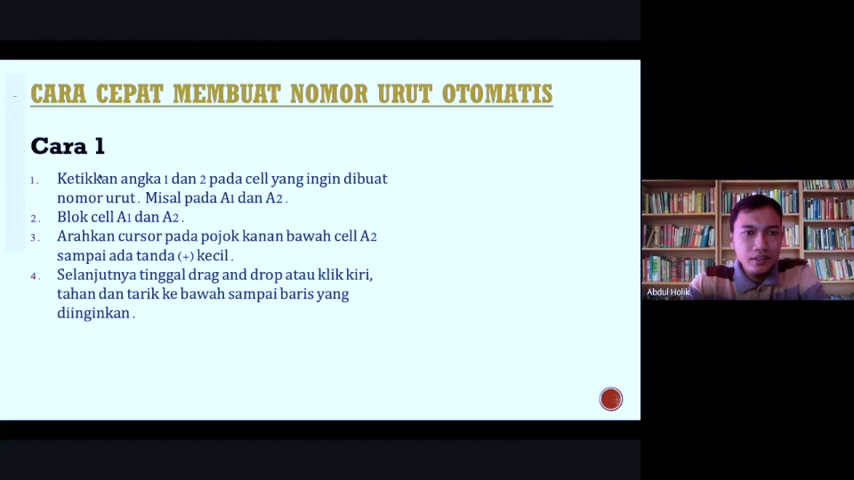 CARA CEPAT MEMBUAT NOMOR URUT OTOMATIS
Cara 1
1. Ketikkan angka 1 dan 2 pada cell yang ingin dibuat
nomor urut. Misal pada A1 dan A2.
2. Blok cell A1 dan A2.
3. Arahkan cursor pada pojok kanan bawah cell A2
sampai ada tanda (+) kecil.
4. Selanjutnya tinggal drag and drop atau klik kiri,
tahan dan tarik ke bawah sampai baris yang
diinginkan.
Abdul Holik